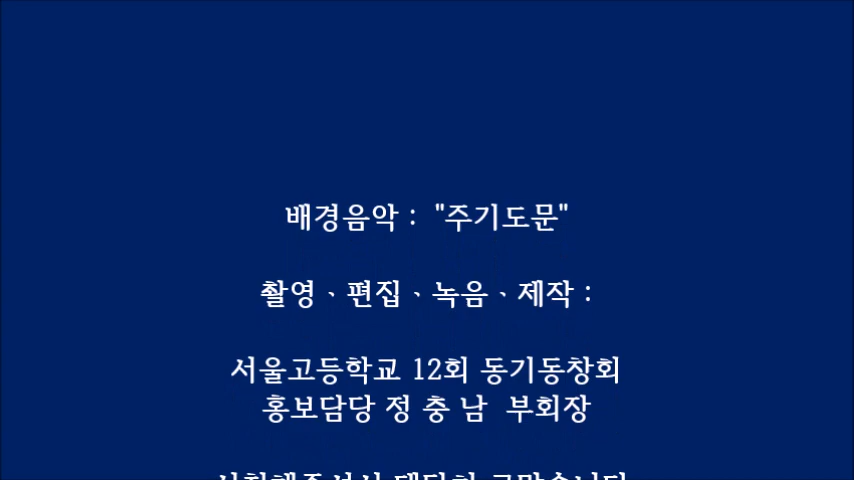 배경음악 : "주기도문"
촬영、편집、녹음、제작 :
서울고등학교 12회 동기동창회
홍보담당 정 충 남 부회장